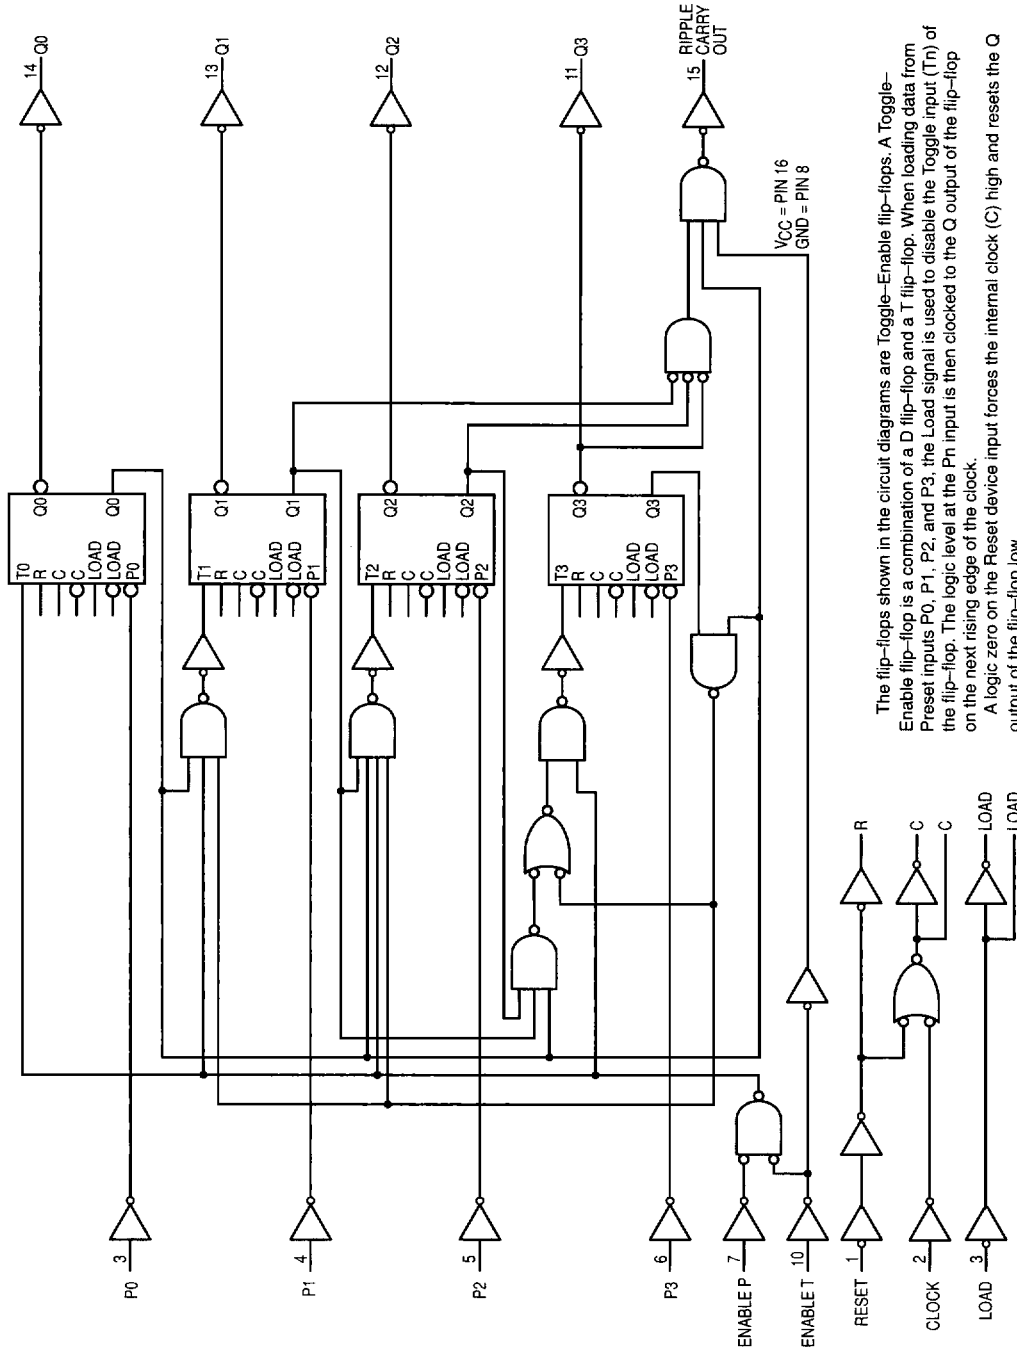 14 Q0
13 Q1
12 Q2
11 Q3
RIPPLE
15 CARRY
OUT
T0
R
C
C
LOAD
LOAD
P0
Q0
Q0
T1
R
C
C
LOAD
LOAD
P1
Q1
Q1
T2
R
C
C
LOAD
LOAD
P2
Q2
Q2
T3
R
C
C
LOAD
LOAD
P3
Q3
Q3
VCC = PIN 16
GND = PIN 8
P0 3
P1 4
P2 5
P3 6
ENABLE P 7
ENABLE T 10
RESET 1
CLOCK 2
LOAD 3
R
C
C
LOAD
LOAD
The flip–flops shown in the circuit diagrams are Toggle–Enable flip–flops. A Toggle–
Enable flip–flop is a combination of a D flip–flop and a T flip–flop. When loading data from
Preset inputs P0, P1, P2, and P3, the Load signal is used to disable the Toggle input (Tn) of
the flip–flop. The logic level at the Pn input is then clocked to the Q output of the flip–flop
on the next rising edge of the clock.
A logic zero on the Reset device input forces the internal clock (C) high and resets the Q
output of the flip–flop low.